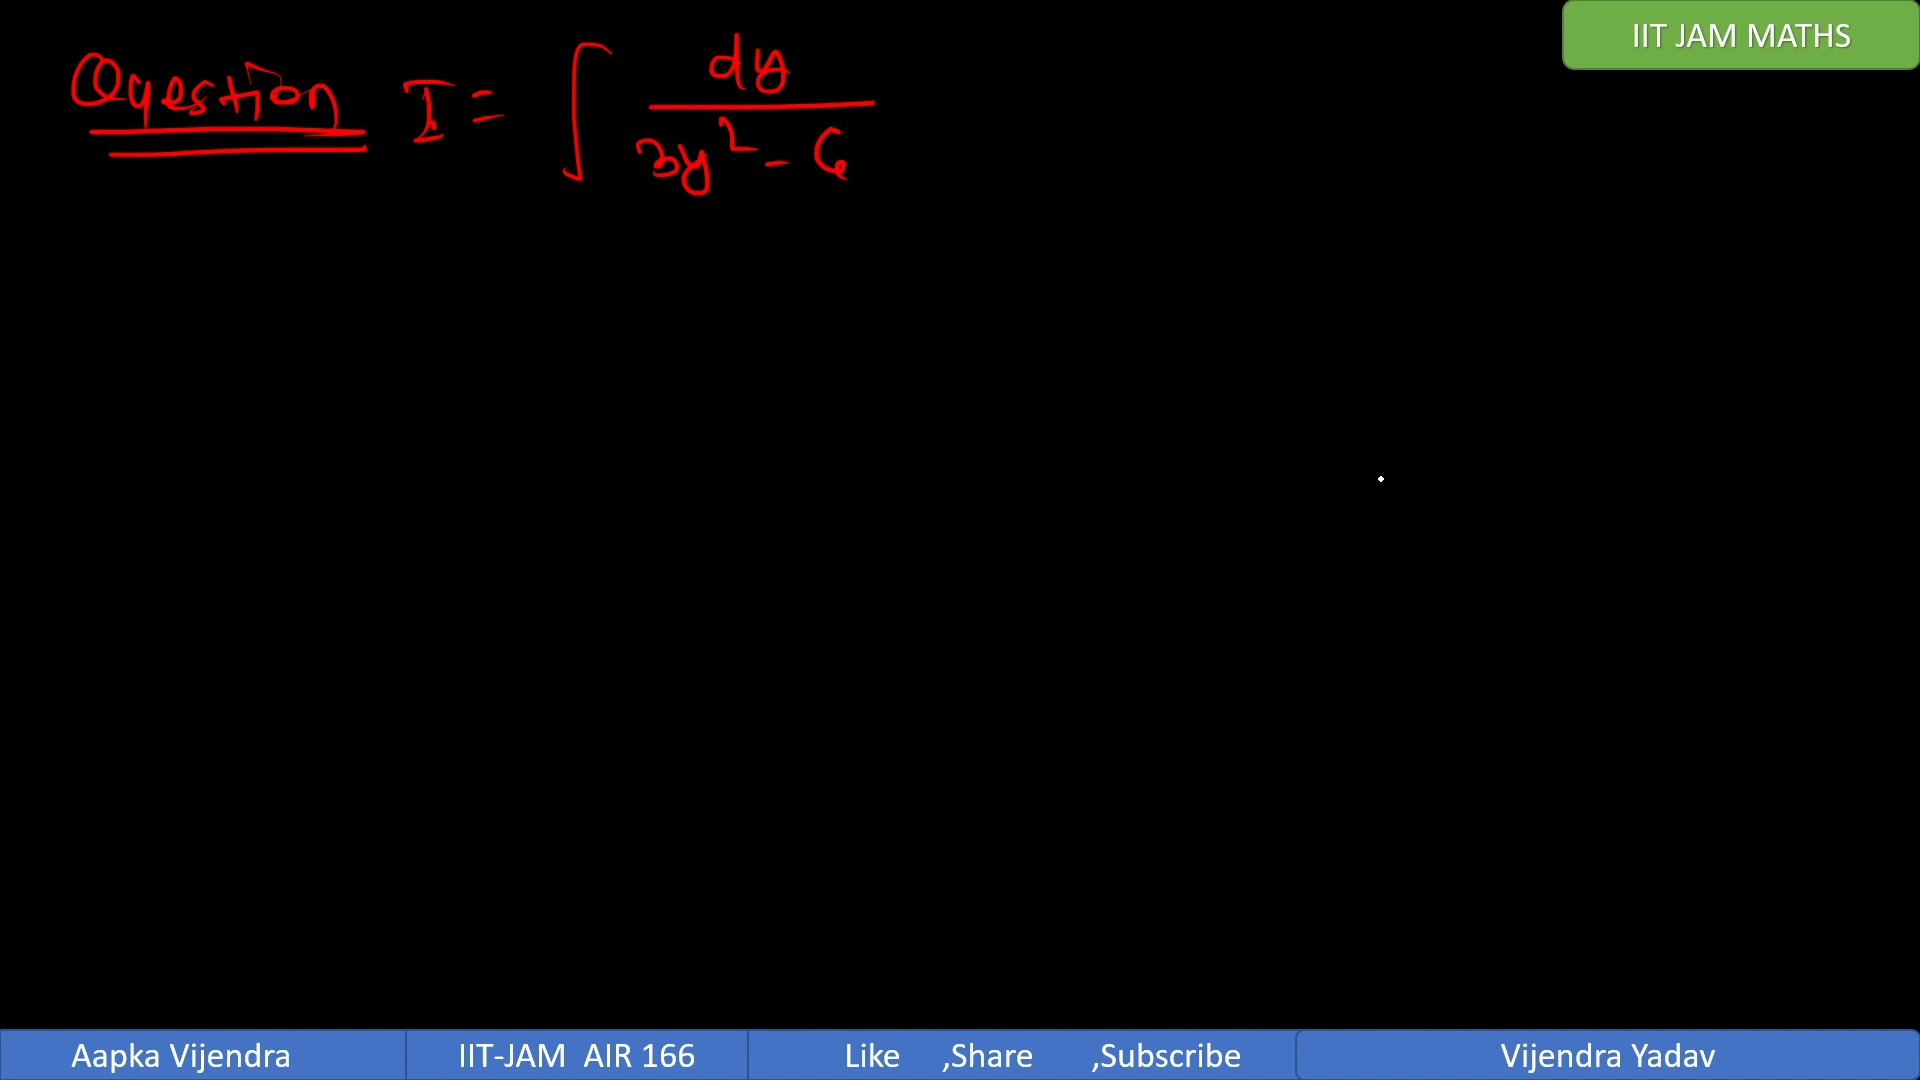 IIT JAM MATHS
Question I = ∫ dy / (3y² - 6)
Aapka Vijendra IIT-JAM AIR 166 Like ,Share ,Subscribe Vijendra Yadav